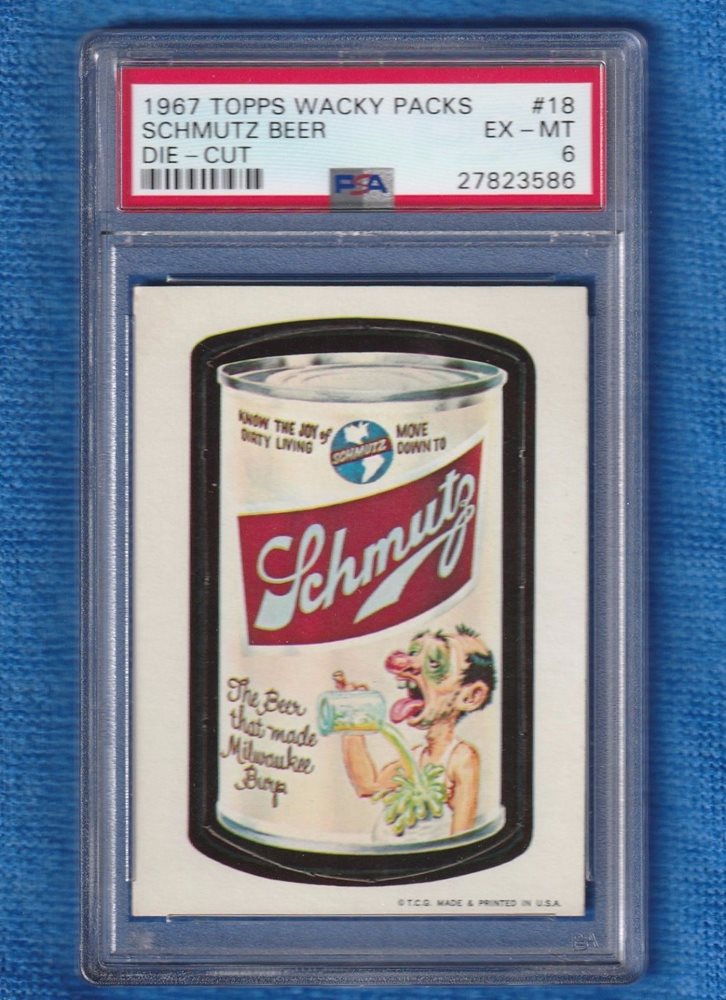 1967 TOPPS WACKY PACKS #18
SCHMUTZ BEER EX - MT
DIE - CUT 6
PSA 27823586
KNOW THE JOY of
DIRTY LIVING
SCHMUTZ
MOVE
DOWN TO
Schmutz
The Beer
that made
Milwaukee
Burp
© T.C.G. MADE & PRINTED IN U.S.A.